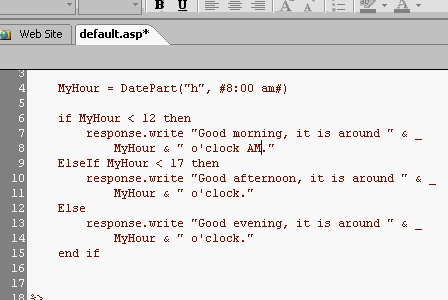 B U A A ab A
Web Site default.asp*
3
4 MyHour = DatePart("h", #8:00 am#)
5
6 if MyHour < 12 then
7 response.write "Good morning, it is around " & _
8 MyHour & " o'clock AM."
9 ElseIf MyHour < 17 then
10 response.write "Good afternoon, it is around " & _
11 MyHour & " o'clock."
12 Else
13 response.write "Good evening, it is around " & _
14 MyHour & " o'clock."
15 end if
16
17
18 %>